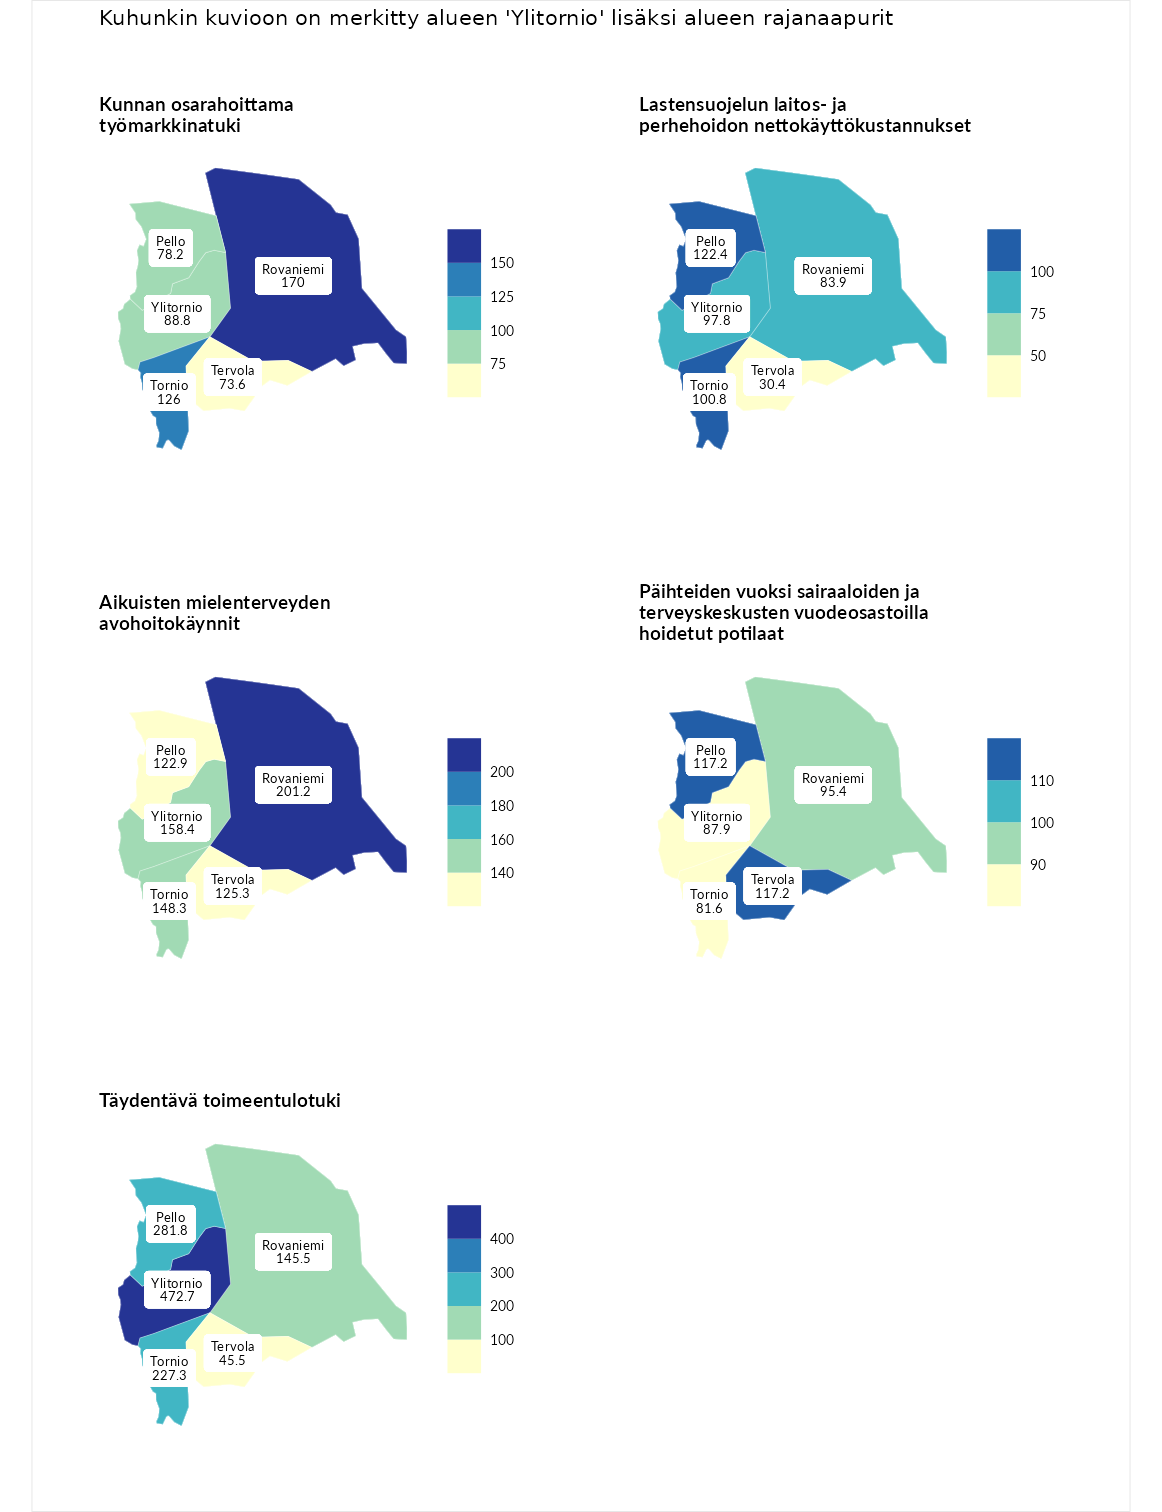 Kuhunkin kuvioon on merkitty alueen 'Ylitornio' lisäksi alueen rajanaapurit
Kunnan osarahoittama
työmarkkinatuki
Pello
78.2
Rovaniemi
170
Ylitornio
88.8
Tervola
73.6
Tornio
126
150
125
100
75
Lastensuojelun laitos- ja
perhehoidon nettokäyttökustannukset
Pello
122.4
Rovaniemi
83.9
Ylitornio
97.8
Tervola
30.4
Tornio
100.8
100
75
50
Aikuisten mielenterveyden
avohoitokäynnit
Pello
122.9
Rovaniemi
201.2
Ylitornio
158.4
Tervola
125.3
Tornio
148.3
200
180
160
140
Päihteiden vuoksi sairaaloiden ja
terveyskeskusten vuodeosastoilla
hoidetut potilaat
Pello
117.2
Rovaniemi
95.4
Ylitornio
87.9
Tervola
117.2
Tornio
81.6
110
100
90
Täydentävä toimeentulotuki
Pello
281.8
Rovaniemi
145.5
Ylitornio
472.7
Tervola
45.5
Tornio
227.3
400
300
200
100